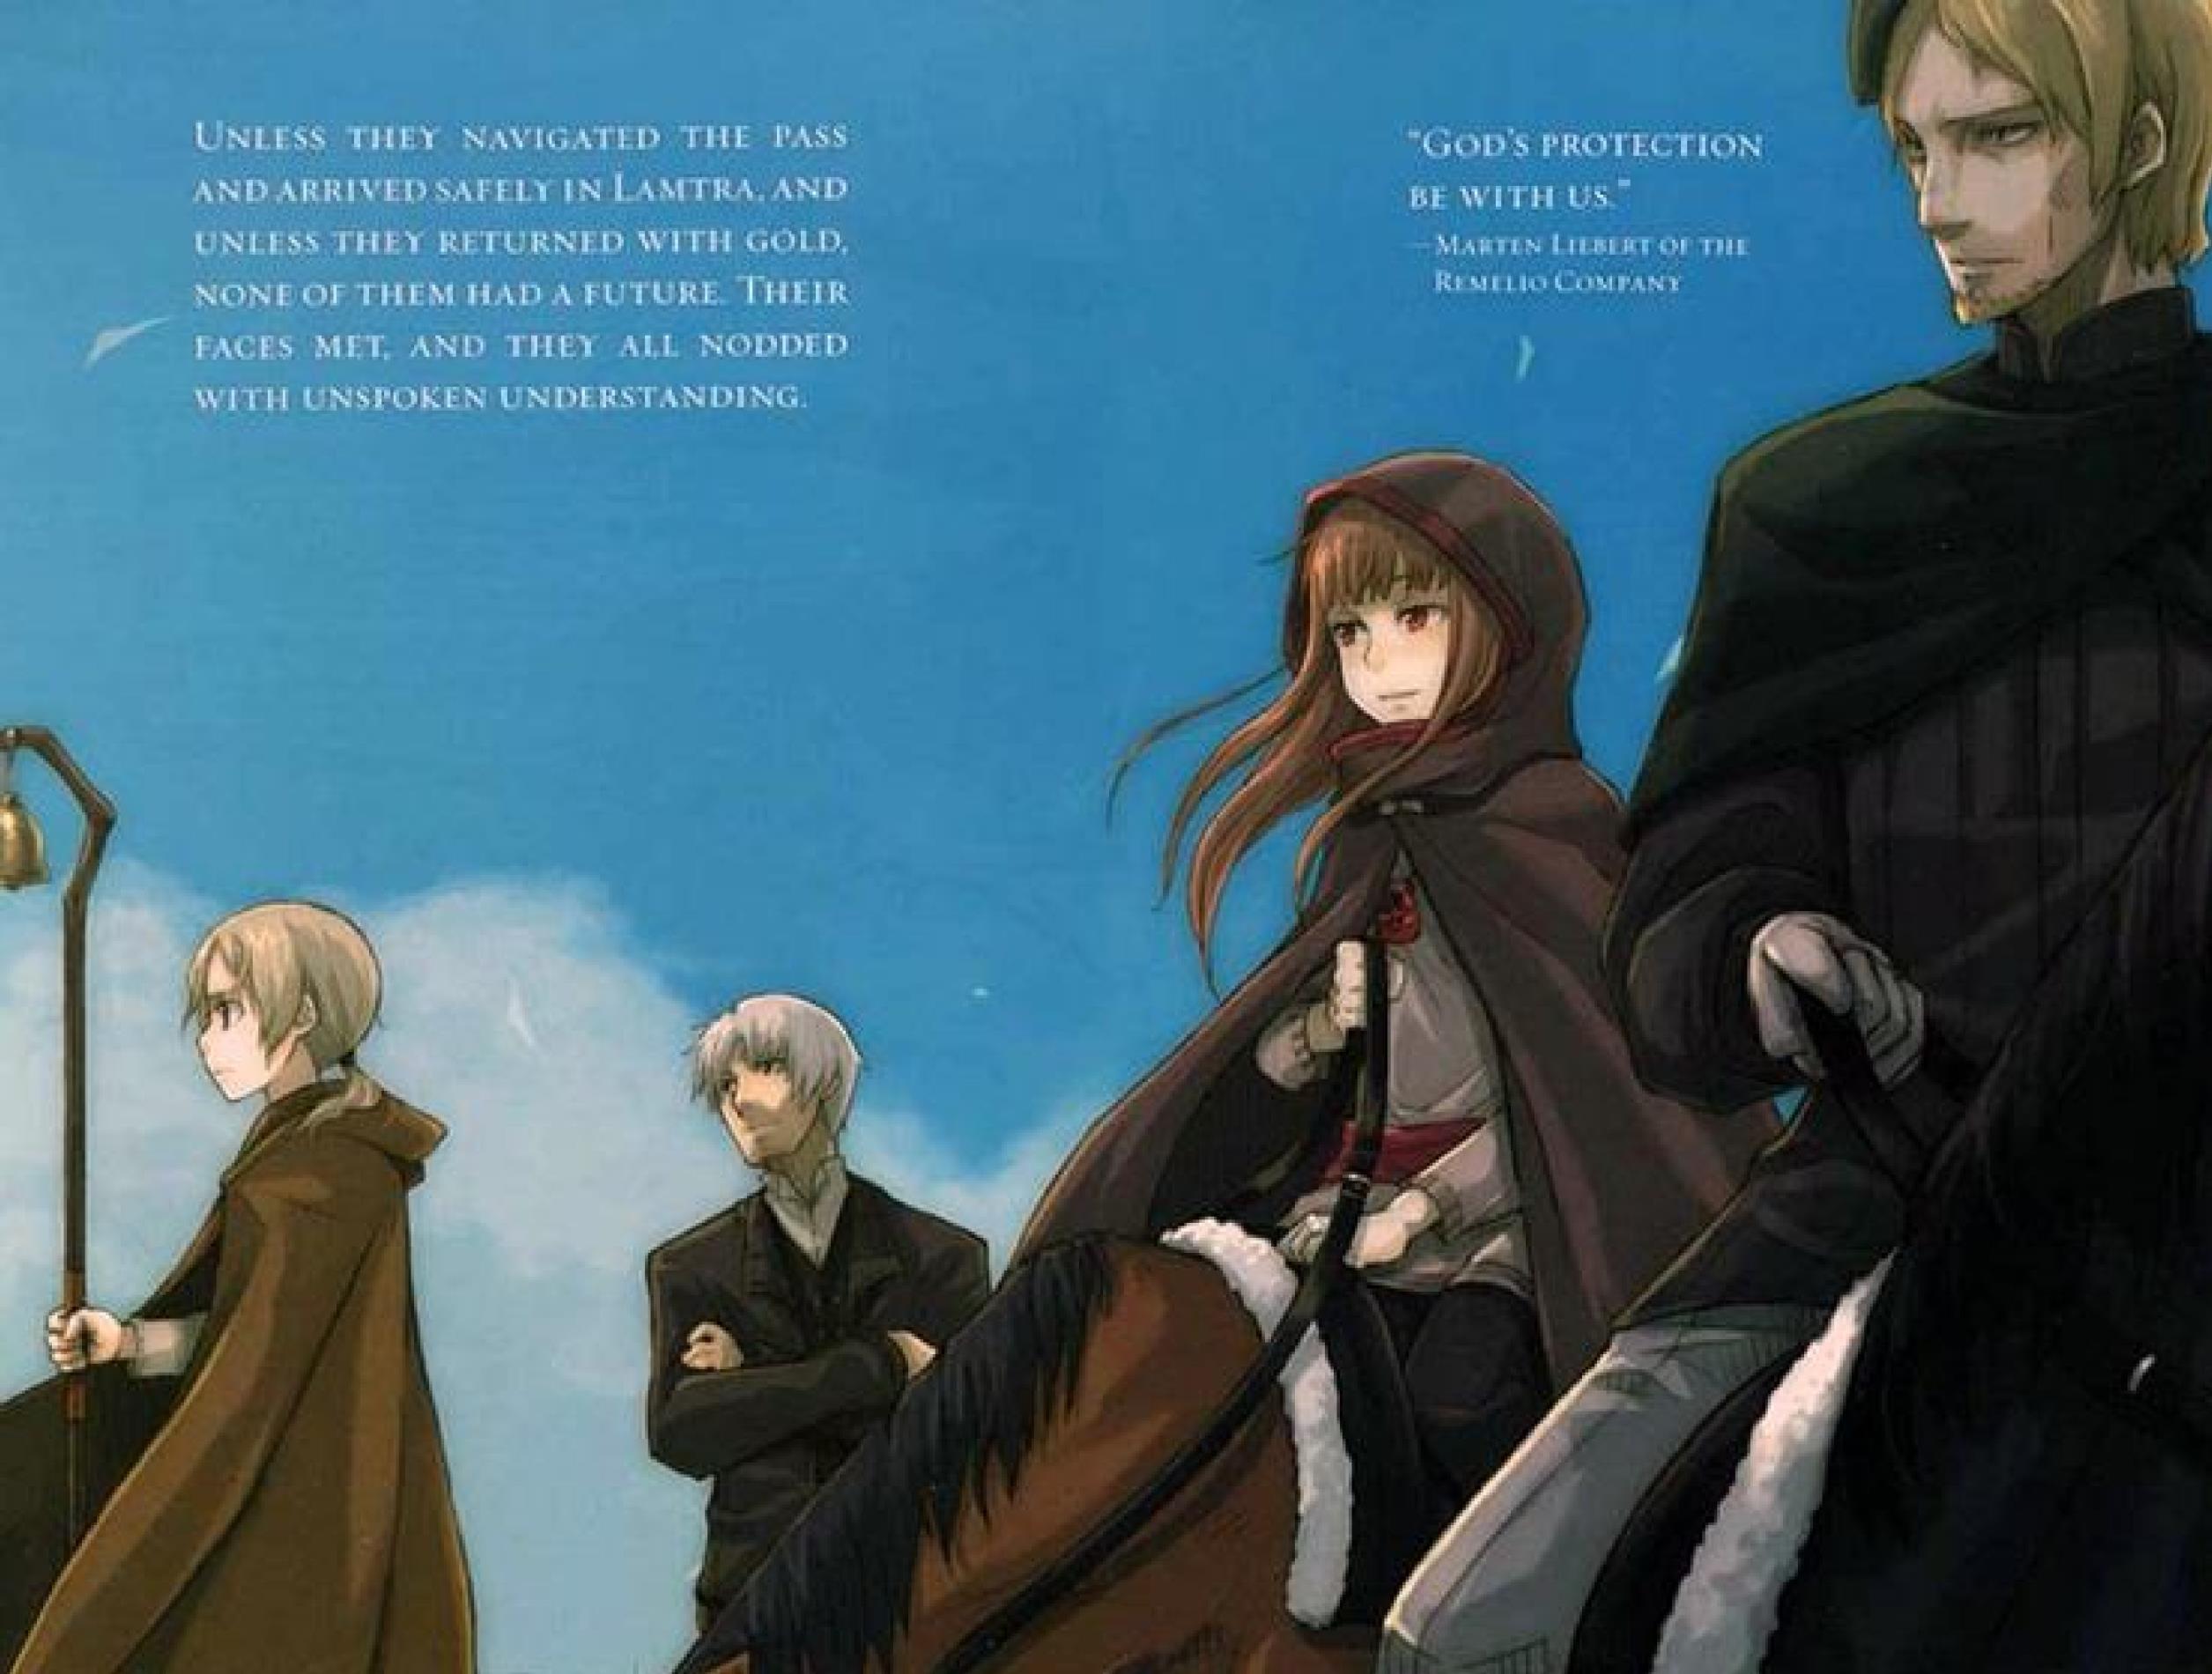 Unless they navigated the pass
and arrived safely in Lamtra, and
unless they returned with gold,
none of them had a future. Their
faces met, and they all nodded
with unspoken understanding.
“God’s protection
be with us.”
—Marten Liebert of the
Remelio Company